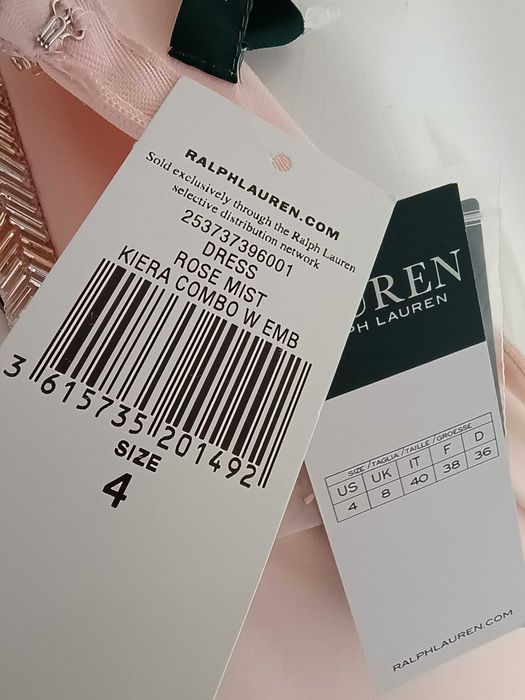 RALPHLAUREN.COM
Sold exclusively through the Ralph Lauren
selective distribution network
253737396001
DRESS
ROSE MIST
KIERA COMBO W EMB
3 615735 201492
SIZE
4
UREN
PH LAUREN
SIZE/TAGLIA/TAILLE/GROESSE
US UK IT F D
4 8 40 38 36
RALPHLAUREN.COM